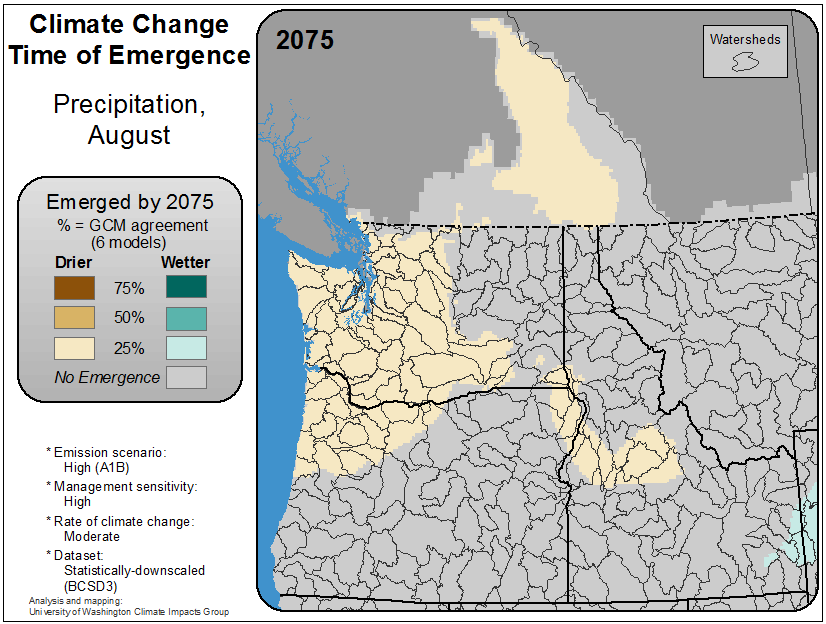 Climate Change
Time of Emergence
Precipitation,
August
Emerged by 2075
% = GCM agreement
(6 models)
Drier Wetter
75%
50%
25%
No Emergence
* Emission scenario:
High (A1B)
* Management sensitivity:
High
* Rate of climate change:
Moderate
* Dataset:
Statistically-downscaled
(BCSD3)
Analysis and mapping:
University of Washington Climate Impacts Group
2075
Watersheds